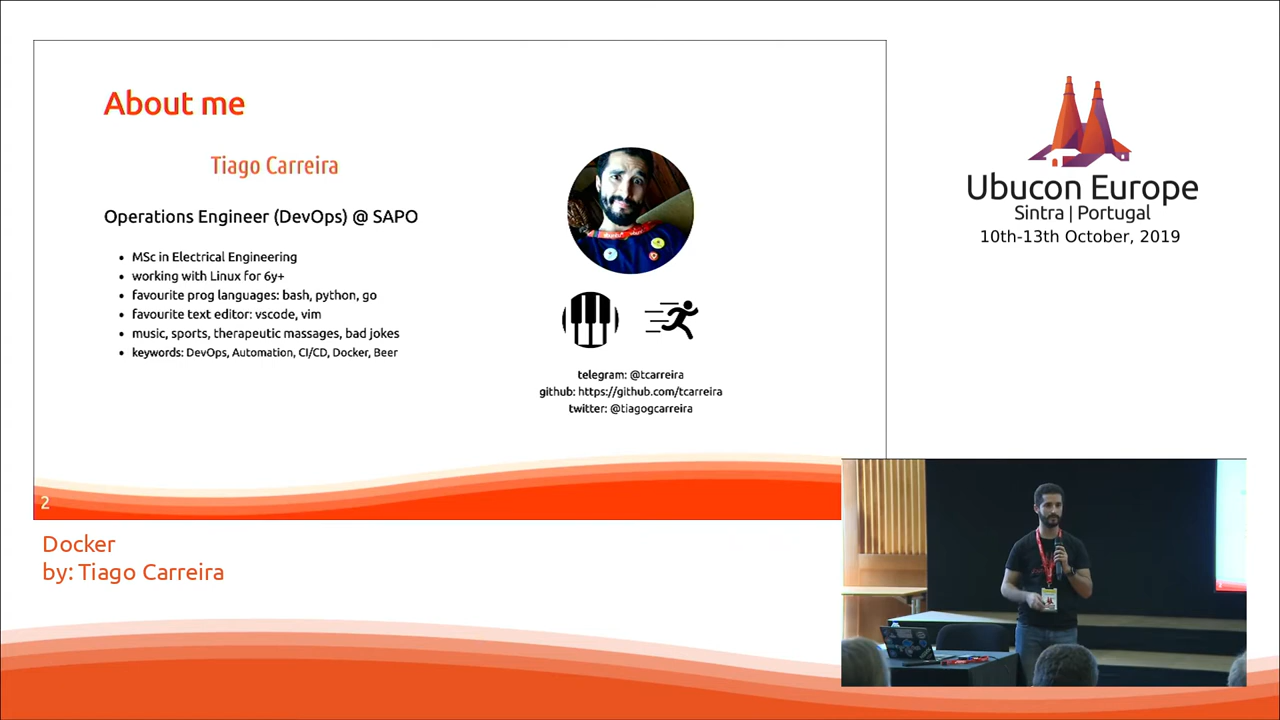 About me
Tiago Carreira
Operations Engineer (DevOps) @ SAPO
• MSc in Electrical Engineering
• working with Linux for 6y+
• favourite prog languages: bash, python, go
• favourite text editor: vscode, vim
• music, sports, therapeutic massages, bad jokes
• keywords: DevOps, Automation, CI/CD, Docker, Beer
telegram: @tcarreira
github: https://github.com/tcarreira
twitter: @tiagogcarreira
2
Ubucon Europe
Sintra | Portugal
10th-13th October, 2019
Docker
by: Tiago Carreira